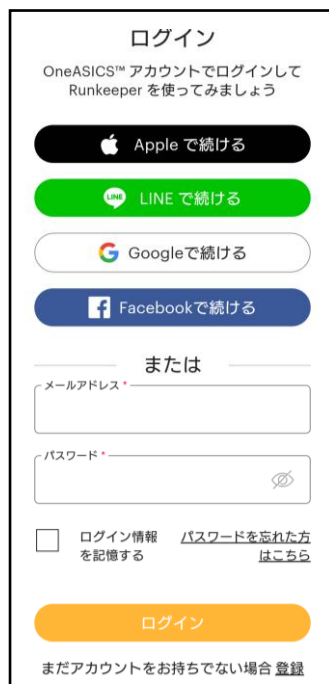 ログイン
OneASICS™ アカウントでログインして
Runkeeper を使ってみましょう
Apple で続ける
LINE
LINE で続ける
Googleで続ける
Facebookで続ける
または
メールアドレス *
パスワード *
ログイン情報
を記憶する
パスワードを忘れた方
はこちら
ログイン
まだアカウントをお持ちでない場合 登録